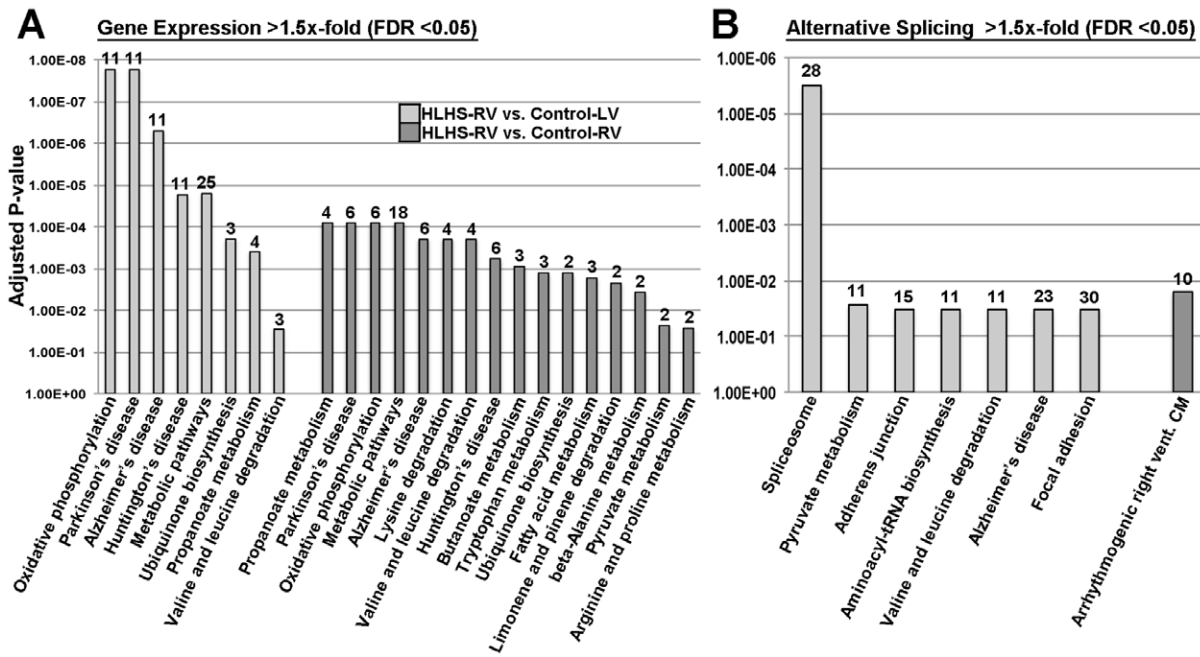 A
Gene Expression >1.5x-fold (FDR <0.05)
Adjusted P-value
1.00E-08
1.00E-07
1.00E-06
1.00E-05
1.00E-04
1.00E-03
1.00E-02
1.00E-01
1.00E+00
HLHS-RV vs. Control-LV
HLHS-RV vs. Control-RV
11
11
11
11
25
3
4
3
4
6
6
18
6
4
4
6
3
3
2
3
2
2
2
2
Oxidative phosphorylation
Parkinson's disease
Alzheimer's disease
Huntington's disease
Metabolic pathways
Ubiquinone biosynthesis
Propanoate metabolism
Valine and leucine degradation
Propanoate metabolism
Parkinson's disease
Oxidative phosphorylation
Metabolic pathways
Alzheimer's disease
Lysine degradation
Valine and leucine degradation
Huntington's disease
Butanoate metabolism
Tryptophan metabolism
Ubiquinone biosynthesis
Fatty acid metabolism
Limonene and pinene degradation
beta-Alanine metabolism
Pyruvate metabolism
Arginine and proline metabolism
B
Alternative Splicing >1.5x-fold (FDR <0.05)
1.00E-06
1.00E-05
1.00E-04
1.00E-03
1.00E-02
1.00E-01
1.00E+00
28
11
15
11
11
23
30
10
Spliceosome
Pyruvate metabolism
Adherens junction
Aminoacyl-tRNA biosynthesis
Valine and leucine degradation
Alzheimer's disease
Focal adhesion
Arrhythmogenic right vent. CM